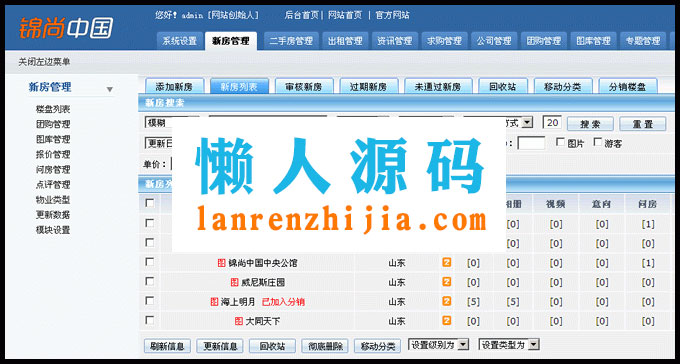 锦尚中国
您好! admin [网站创始人] 后台首页| 网站首页 | 官方网站
系统设置 新房管理 二手房管理 出租管理 资讯管理 求购管理 公司管理 团购管理 图库管理 专题管理
关闭左边菜单
新房管理
楼盘列表
团购管理
图库管理
报价管理
问房管理
点评管理
物业类型
更新数据
模块设置
添加新房 新房列表 审核新房 过期新房 未通过新房 回收站 移动分类 分销楼盘
新房搜索
模糊 方式 20 搜索 重置
更新日 图片 游客
单价:
懒人源码
lanrenzhijia.com
新房列
相册 视频 意向 问房
[0] [0] [1]
[0] [0] [0] [0]
图 锦尚中国中央公馆 山东 [0] [0] [0] [0] [1]
图 威尼斯庄园 山东 [0] [0] [0] [0] [0]
图 海上明月 已加入分销 山东 [5] [5] [0] [0] [0]
图 大同天下 山东 [0] [0] [0] [0] [0]
刷新信息 更新信息 回收站 彻底删除 移动分类 设置级别为 设置类型为